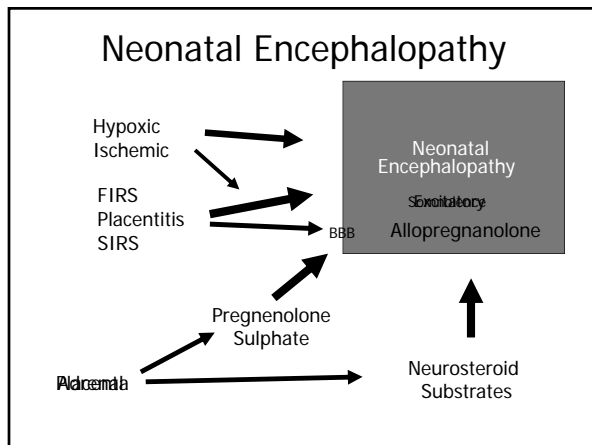 Neonatal Encephalopathy
Hypoxic
Ischemic
Neonatal
Encephalopathy
FIRS
Placentitis
SIRS
BBB
Allopregnanolone
Pregnenolone
Sulphate
Neurosteroid
Substrates